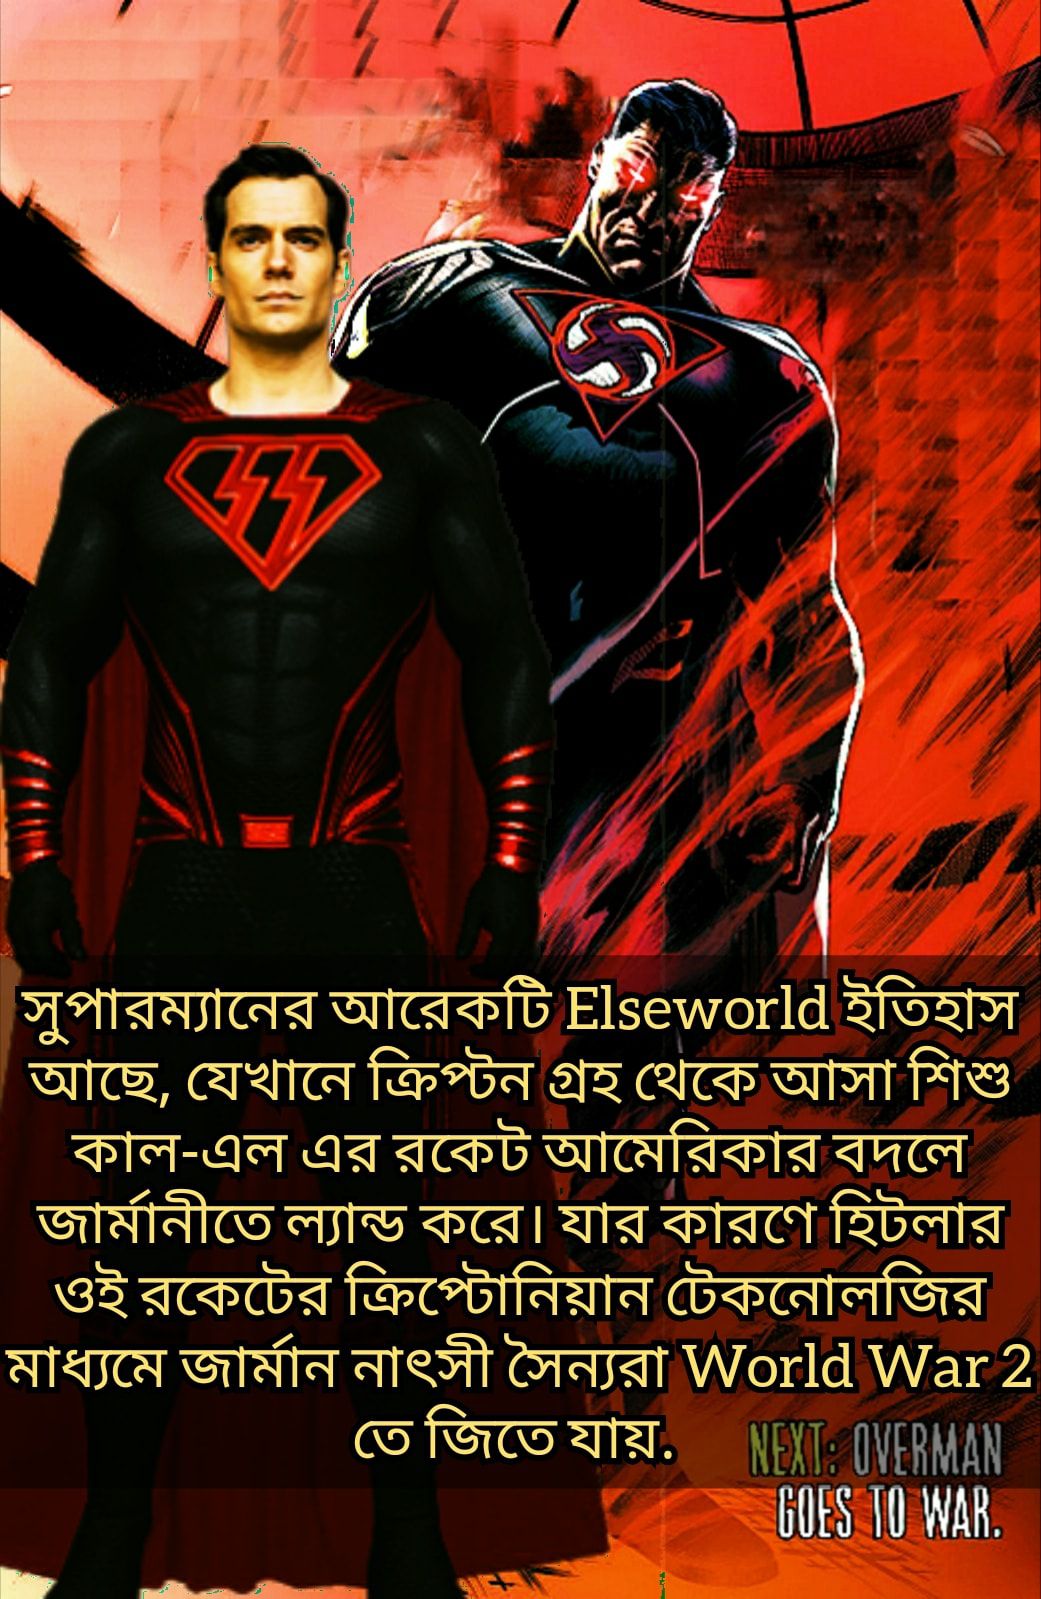 সুপারম্যানের আরেকটি Elseworld ইতিহাস
আছে, যেখানে ক্রিপ্টন গ্রহ থেকে আসা শিশু
কাল-এল এর রকেট আমেরিকার বদলে
জার্মানীতে ল্যান্ড করে। যার কারণে হিটলার
ওই রকেটের ক্রিপ্টোনিয়ান টেকনোলজির
মাধ্যমে জার্মান নাৎসী সৈন্যরা World War 2
তে জিতে যায়.
NEXT: OVERMAN
GOES TO WAR.